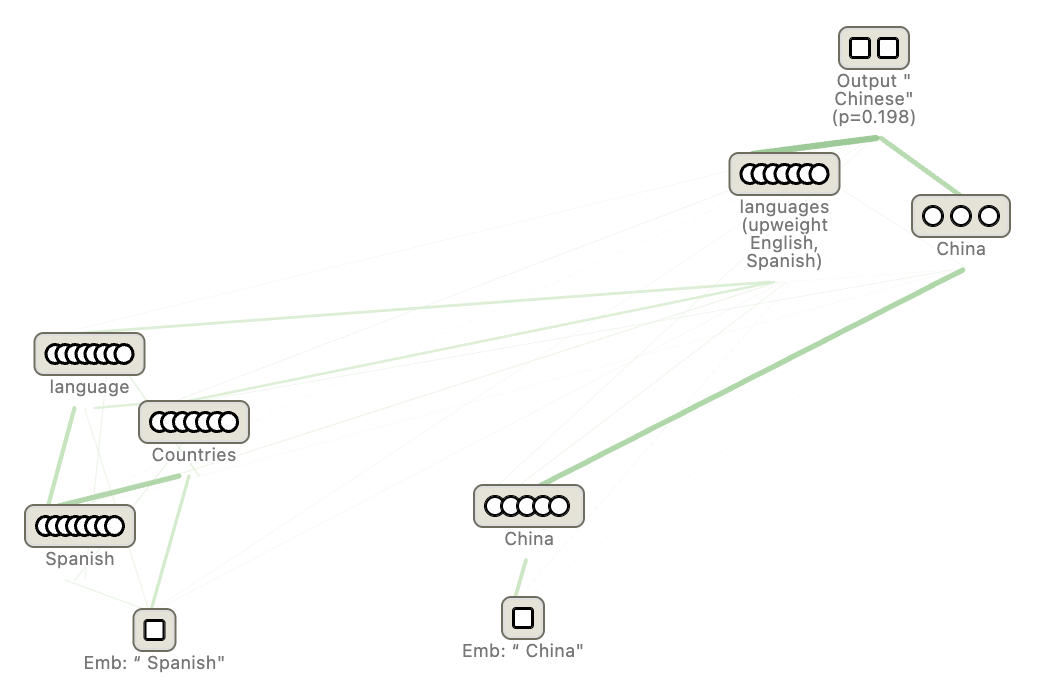 Output "
Chinese"
(p=0.198)
languages
(upweight
English,
Spanish)
China
language
Countries
Spanish
China
Emb: “ Spanish"
Emb: “ China"